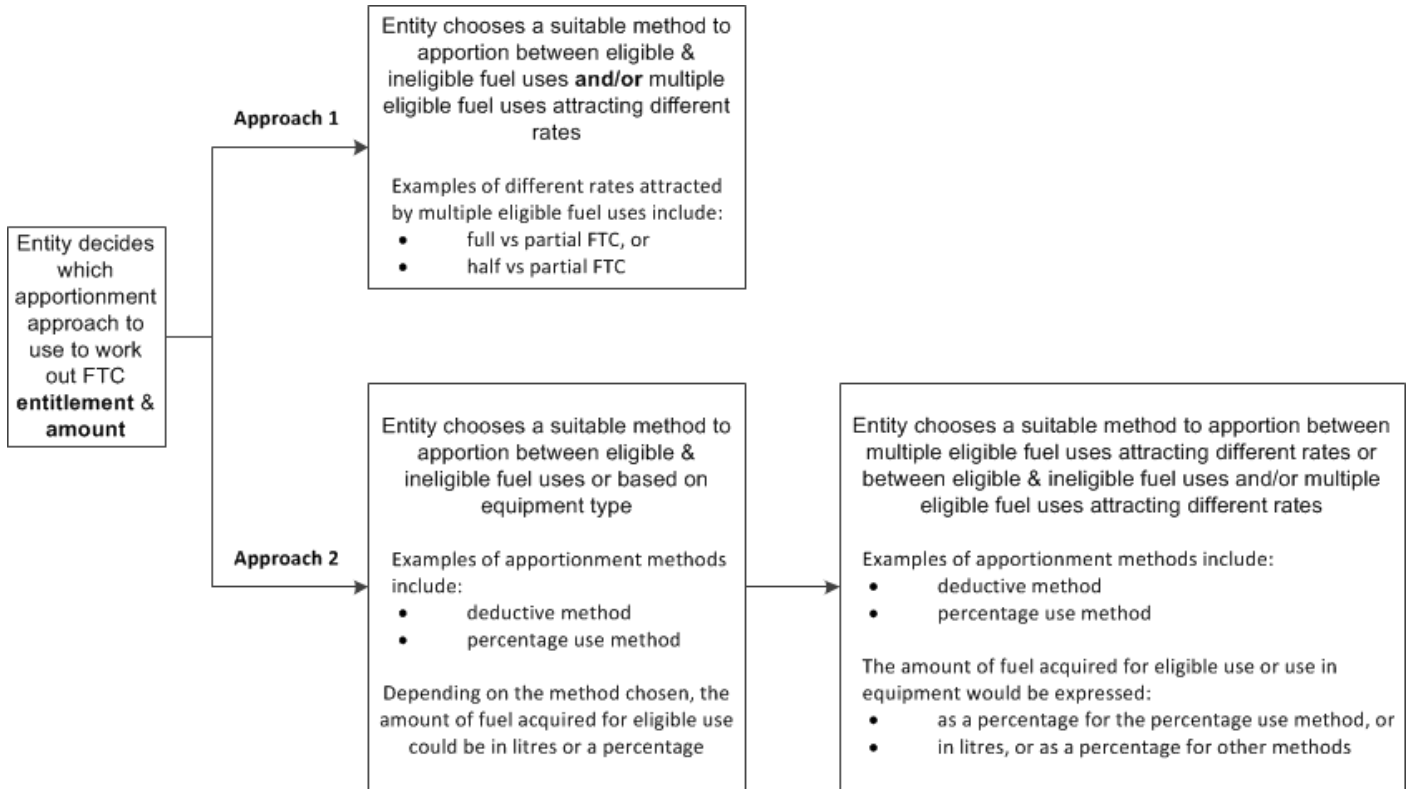 Entity decides
which
apportionment
approach to
use to work
out FTC
entitlement &
amount
Approach 1
Entity chooses a suitable method to
apportion between eligible &
ineligible fuel uses and/or multiple
eligible fuel uses attracting different
rates
Examples of different rates attracted
by multiple eligible fuel uses include:
• full vs partial FTC, or
• half vs partial FTC
Approach 2
Entity chooses a suitable method to
apportion between eligible &
ineligible fuel uses or based on
equipment type
Examples of apportionment methods
include:
• deductive method
• percentage use method
Depending on the method chosen, the
amount of fuel acquired for eligible use
could be in litres or a percentage
Entity chooses a suitable method to apportion between
multiple eligible fuel uses attracting different rates or
between eligible & ineligible fuel uses and/or multiple
eligible fuel uses attracting different rates
Examples of apportionment methods include:
• deductive method
• percentage use method
The amount of fuel acquired for eligible use or use in
equipment would be expressed:
• as a percentage for the percentage use method, or
• in litres, or as a percentage for other methods